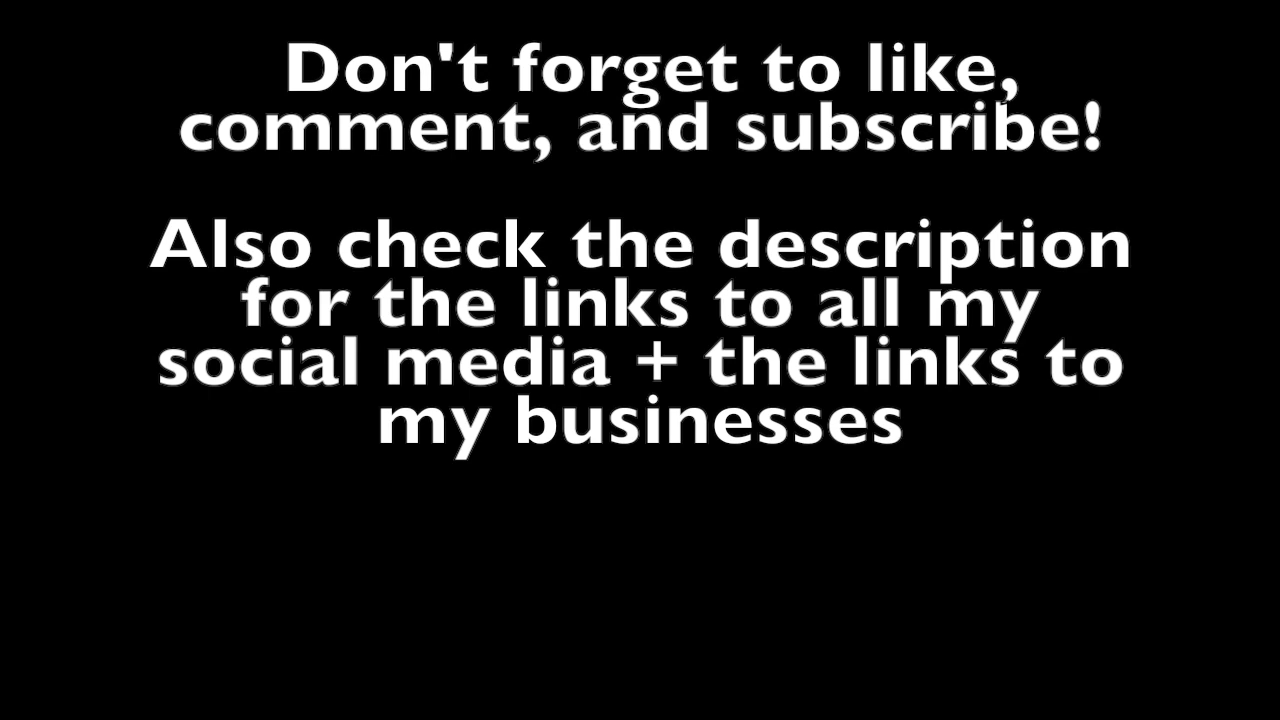 Don't forget to like,
comment, and subscribe!
Also check the description
for the links to all my
social media + the links to
my businesses